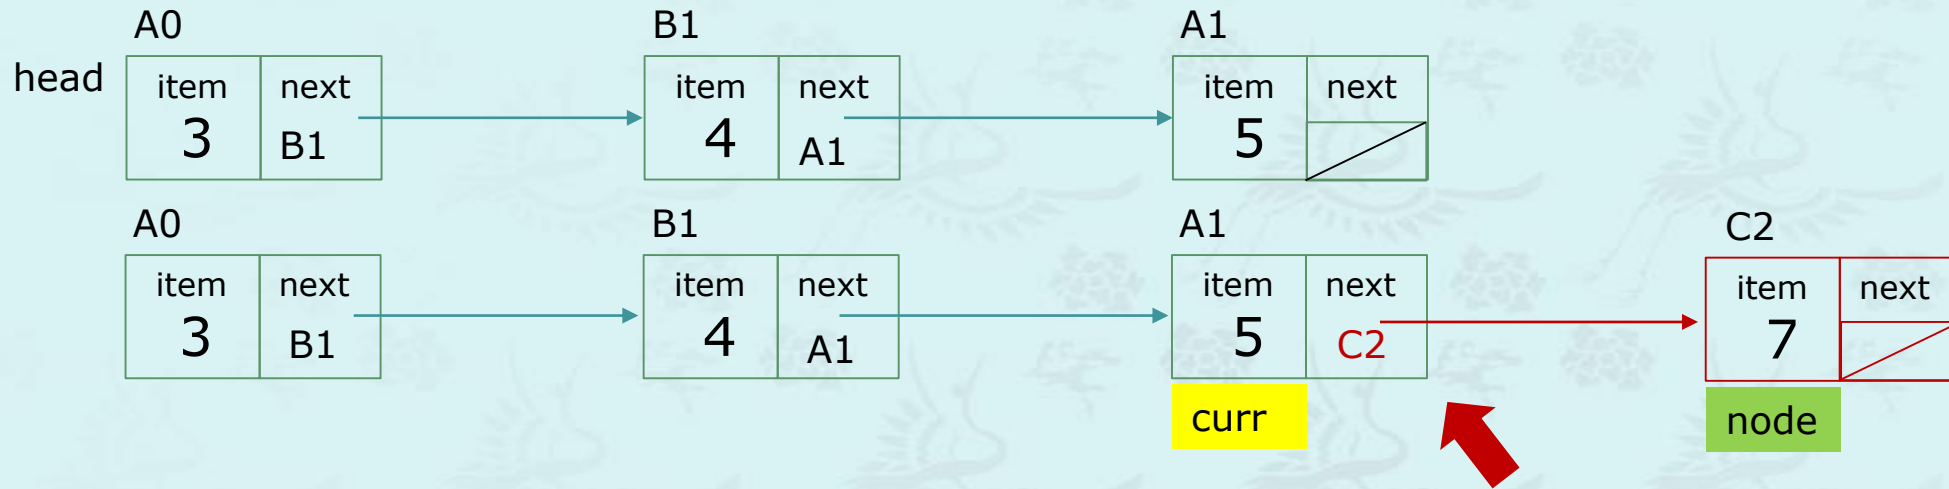 A0 B1 A1
head item next item next item next
3 B1 4 A1 5
A0 B1 A1 C2
item next item next item next item next
3 B1 4 A1 5 C2 7
curr node